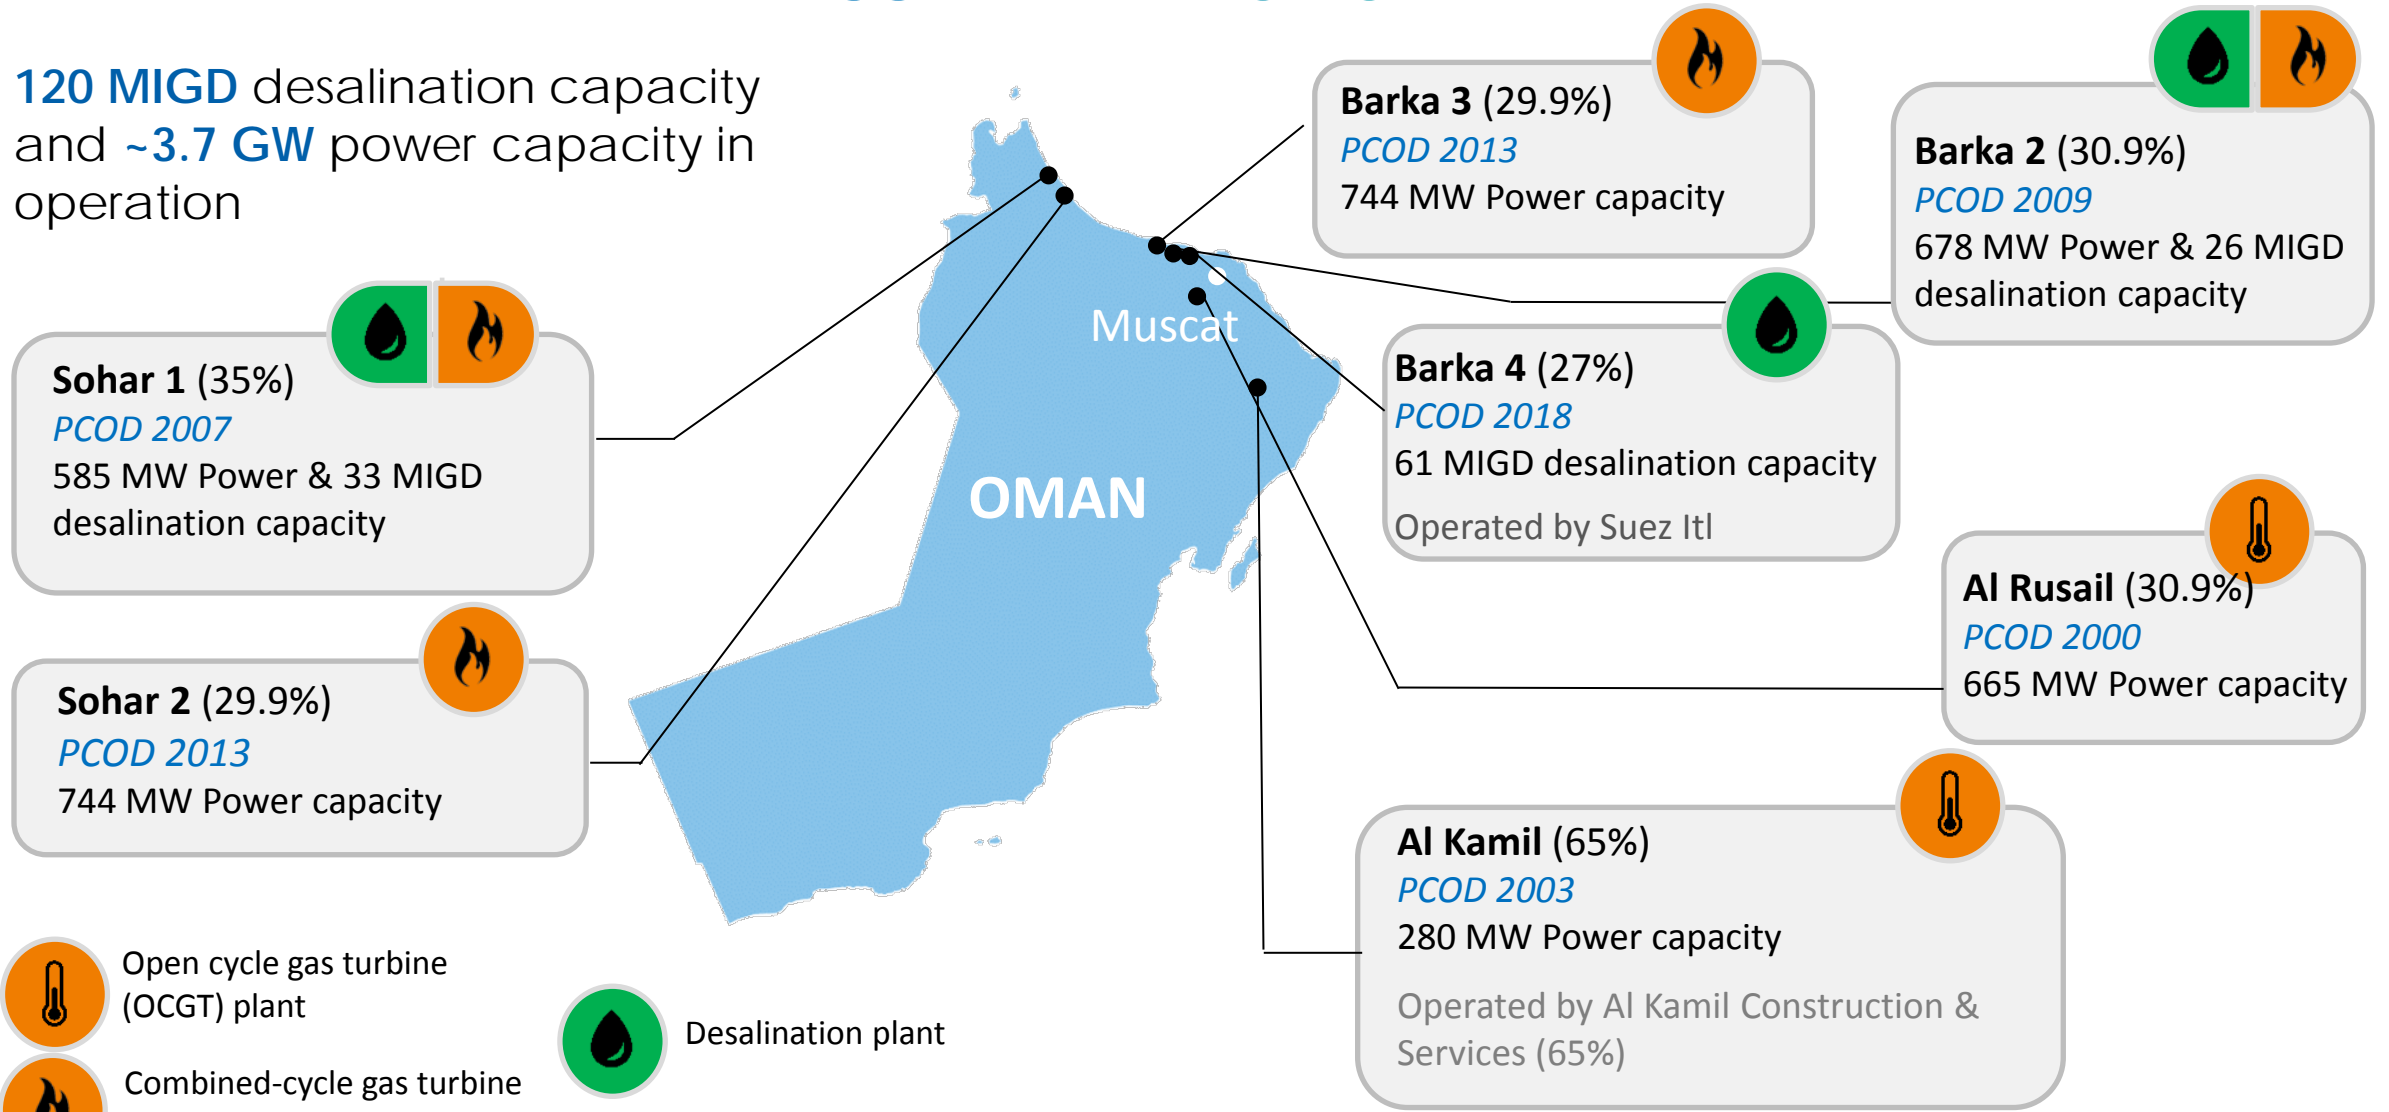 120 MIGD desalination capacity
and ~3.7 GW power capacity in
operation
Barka 3 (29.9%)
PCOD 2013
744 MW Power capacity
Barka 2 (30.9%)
PCOD 2009
678 MW Power & 26 MIGD
desalination capacity
Sohar 1 (35%)
PCOD 2007
585 MW Power & 33 MIGD
desalination capacity
Muscat
OMAN
Barka 4 (27%)
PCOD 2018
61 MIGD desalination capacity
Operated by Suez Itl
Al Rusail (30.9%)
PCOD 2000
665 MW Power capacity
Sohar 2 (29.9%)
PCOD 2013
744 MW Power capacity
Al Kamil (65%)
PCOD 2003
280 MW Power capacity
Operated by Al Kamil Construction &
Services (65%)
Open cycle gas turbine
(OCGT) plant
Desalination plant
Combined-cycle gas turbine